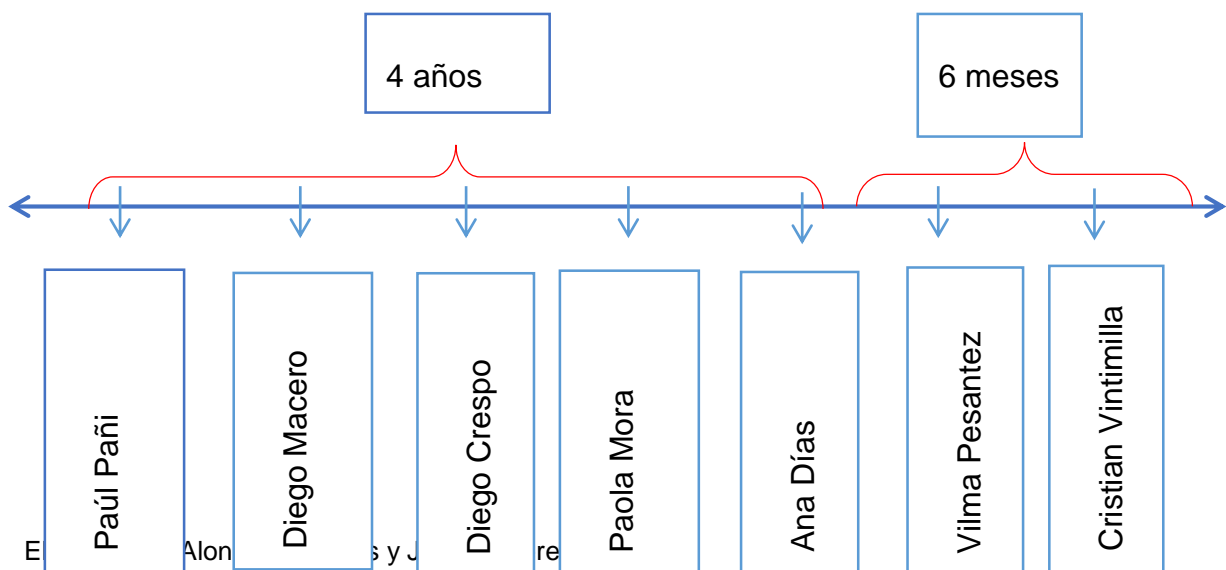 4 años
6 meses
Paúl Pañi
Diego Macero
Diego Crespo
Paola Mora
Ana Días
Vilma Pesantez
Cristian Vintimilla
y